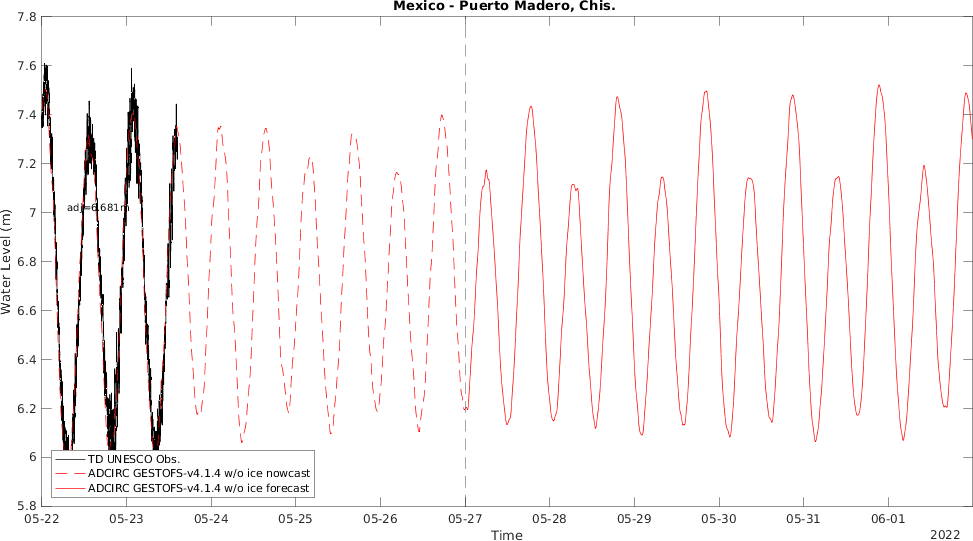 Mexico - Puerto Madero, Chis.
7.8
7.6
7.4
7.2
7
6.8
6.6
6.4
6.2
6
5.8
Water Level (m)
adj=6.681m
TD UNESCO Obs.
ADCIRC GESTOFS-v4.1.4 w/o ice nowcast
ADCIRC GESTOFS-v4.1.4 w/o ice forecast
05-22 05-23 05-24 05-25 05-26 05-27 05-28 05-29 05-30 05-31 06-01
Time
2022